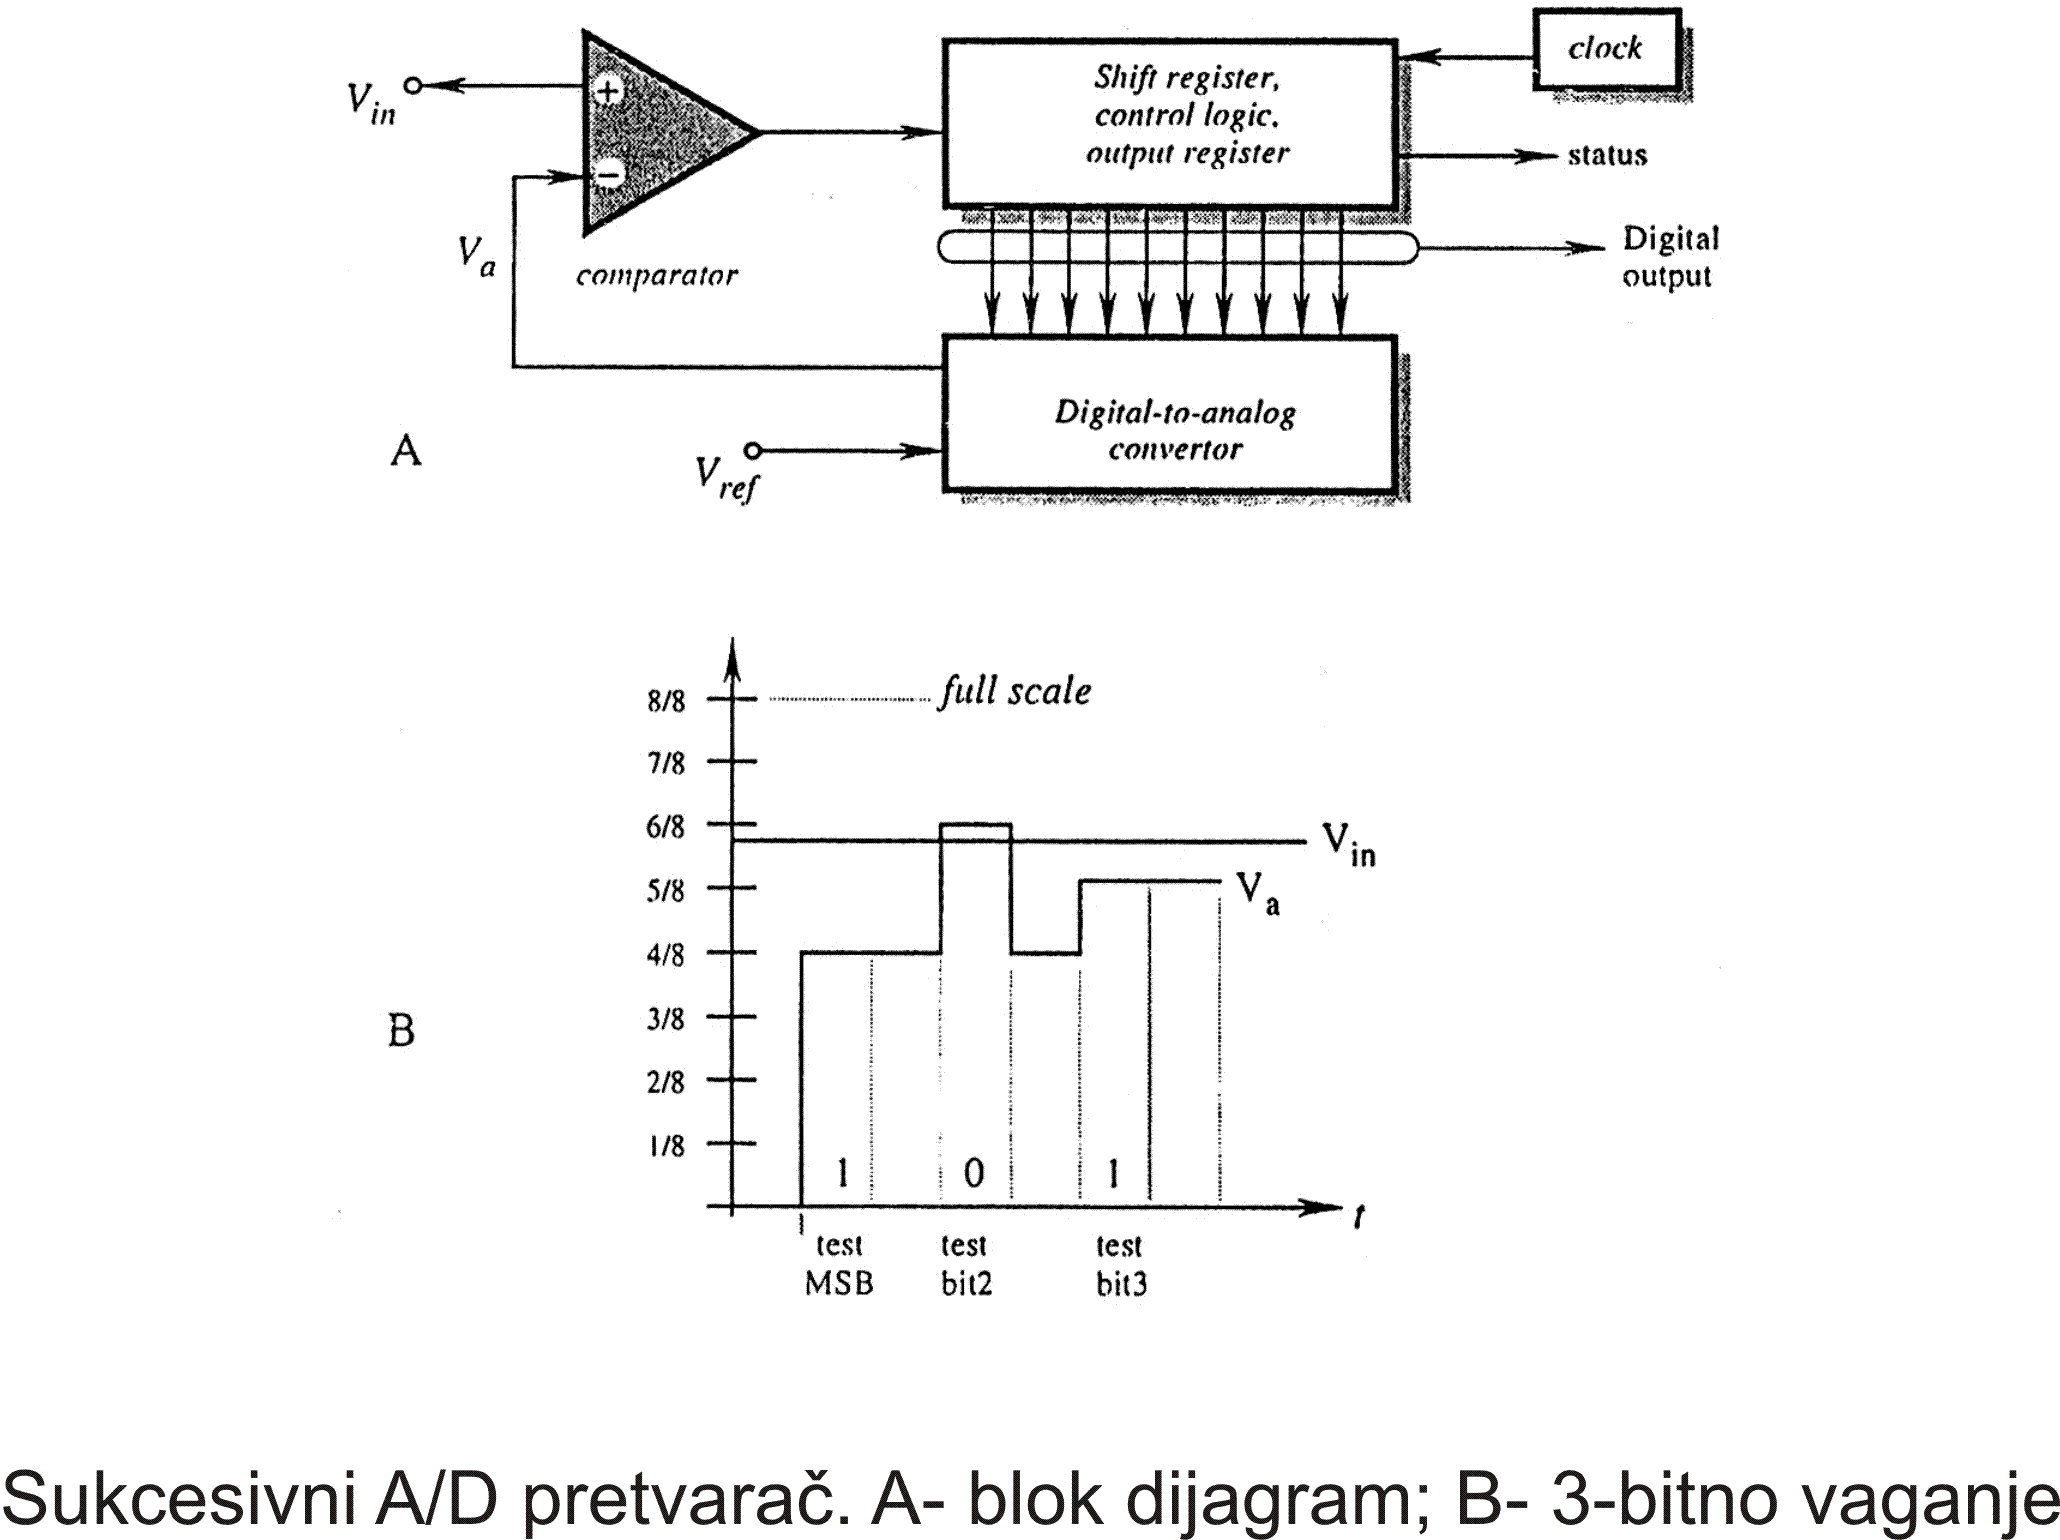 clock
Shift register,
control logic,
output register
V_in
+
−
status
V_a
comparator
Digital
output
Digital-to-analog
convertor
A
V_ref
8/8
full scale
7/8
6/8
V_in
5/8
V_a
4/8
B
3/8
2/8
1/8
1 0 1
t
test test test
MSB bit2 bit3
Sukcesivni A/D pretvarač. A- blok dijagram; B- 3-bitno vaganje